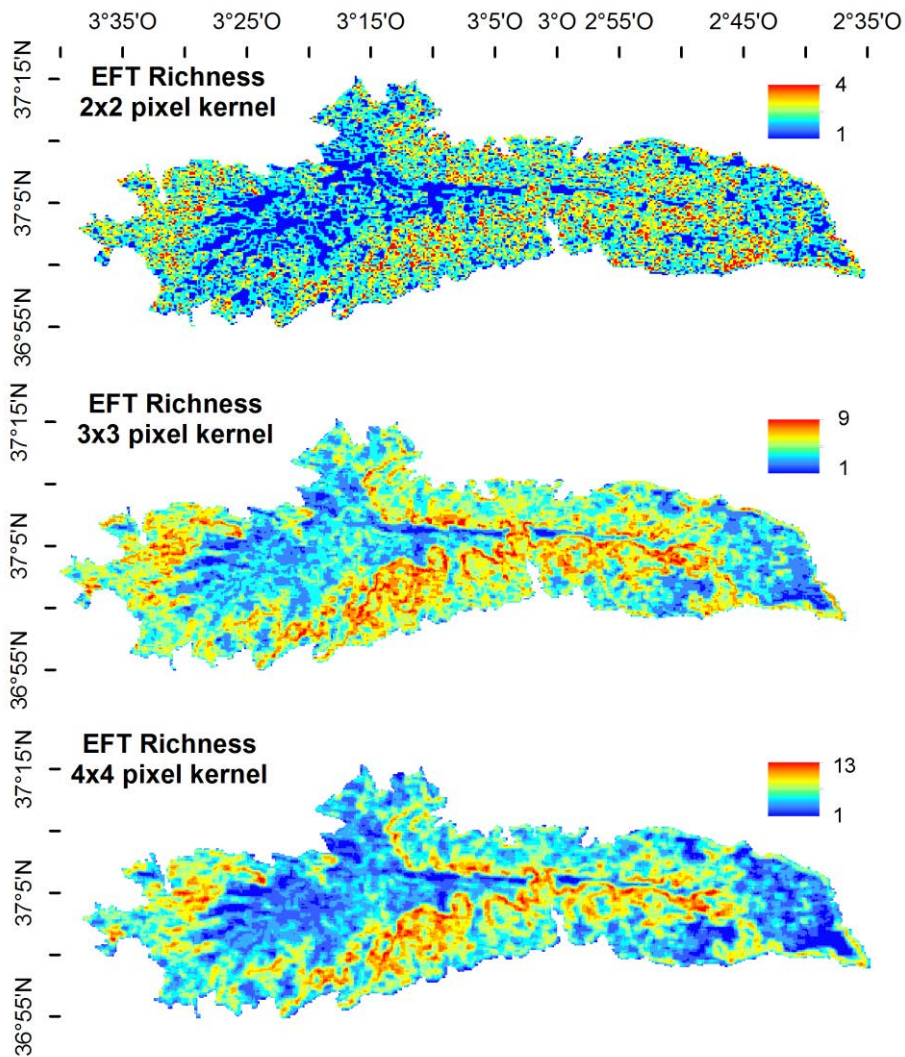 3°35O 3°25'O 3°15'O 3°5'O 3°O 2°55'O 2°45'O 2°35'O
37°15'N
37°5'N
36°55'N
EFT Richness
2x2 pixel kernel
4
1
37°15'N
37°5'N
36°55'N
EFT Richness
3x3 pixel kernel
9
1
37°15'N
37°5'N
36°55'N
EFT Richness
4x4 pixel kernel
13
1